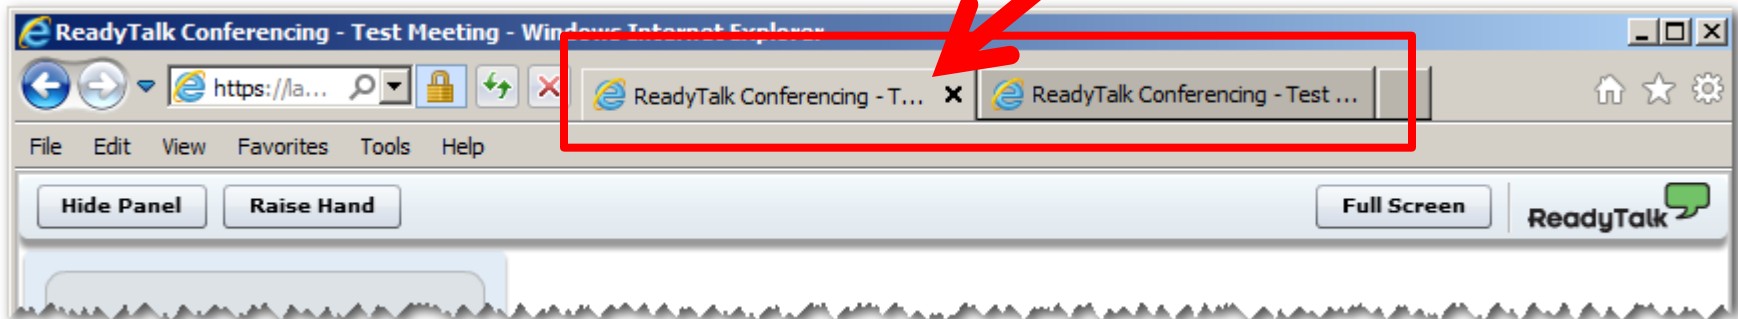 ReadyTalk Conferencing - Test Meeting - Windows Internet Explorer
https://la...
ReadyTalk Conferencing - T...
ReadyTalk Conferencing - Test ...
File Edit View Favorites Tools Help
Hide Panel Raise Hand Full Screen ReadyTalk